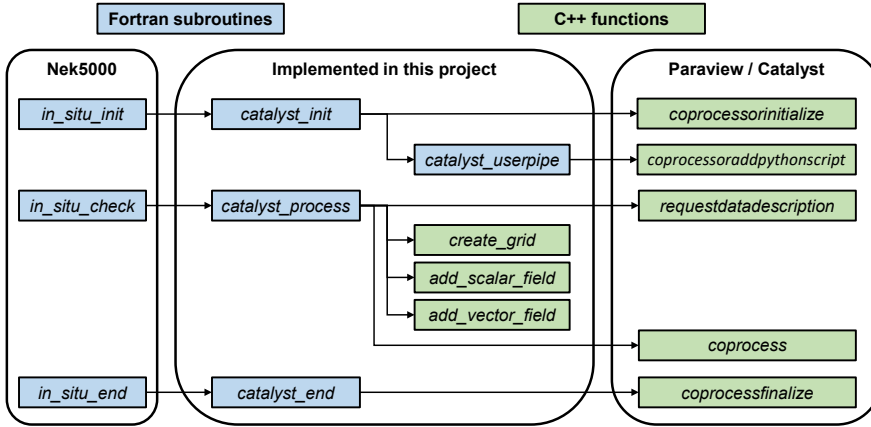 Fortran subroutines
C++ functions
Nek5000
Implemented in this project
Paraview / Catalyst
in_situ_init
catalyst_init
coprocessorinitialize
catalyst_userpipe
coprocessoraddpythonscript
in_situ_check
catalyst_process
requestdatadescription
create_grid
add_scalar_field
add_vector_field
coprocess
in_situ_end
catalyst_end
coprocessfinalize